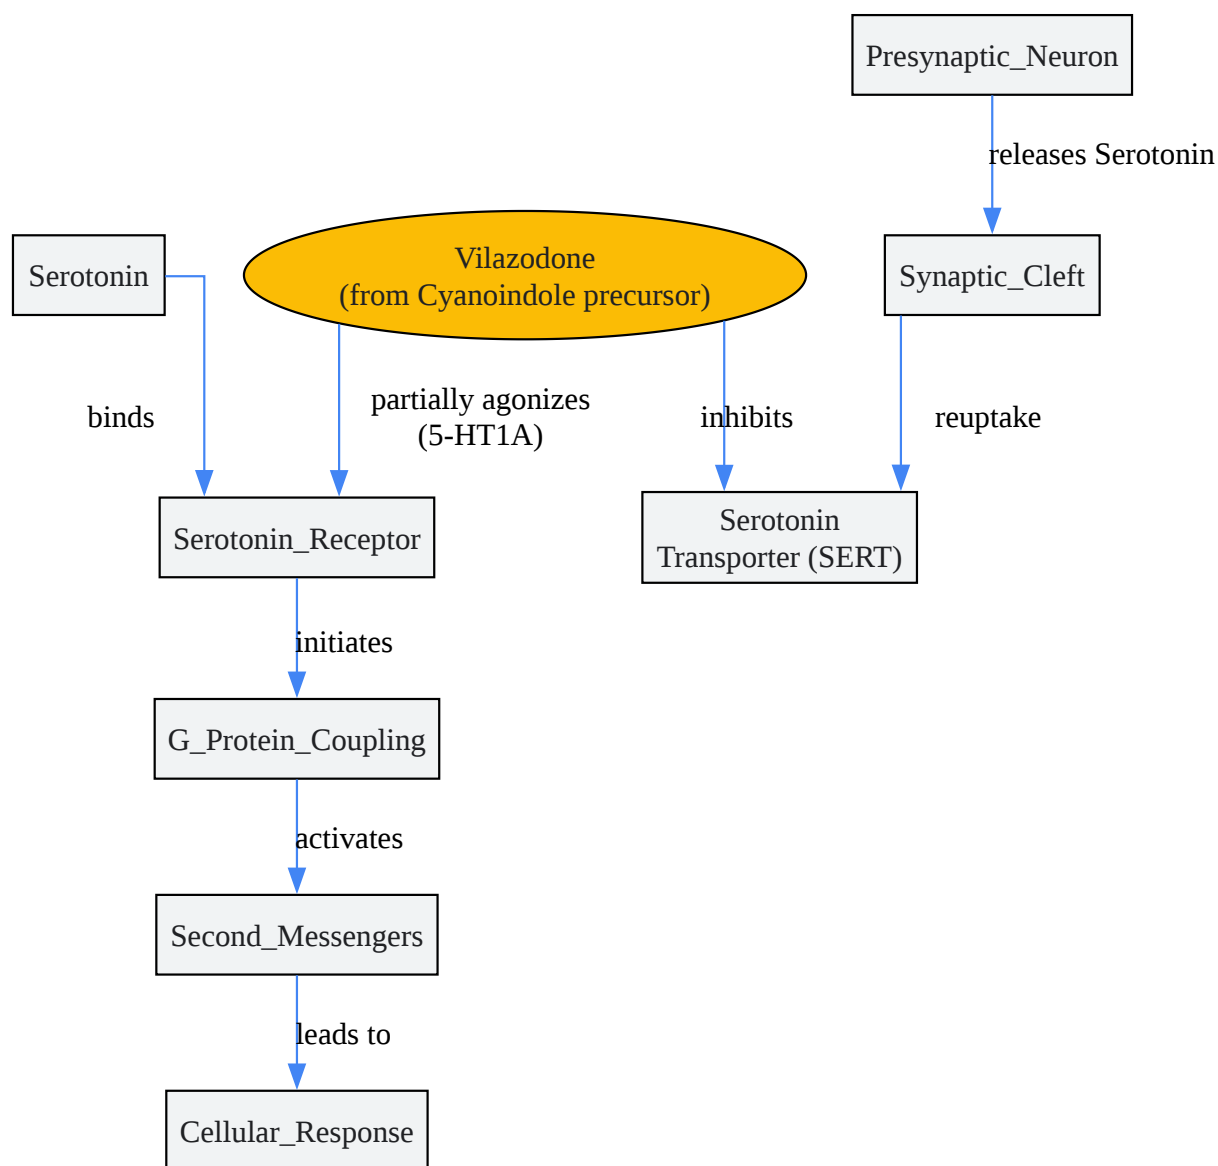 Presynaptic_Neuron
releases Serotonin
Serotonin
Vilazodone
(from Cyanoindole precursor)
Synaptic_Cleft
binds
partially agonizes
(5-HT1A)
inhibits
reuptake
Serotonin_Receptor
Serotonin
Transporter (SERT)
initiates
G_Protein_Coupling
activates
Second_Messengers
leads to
Cellular_Response